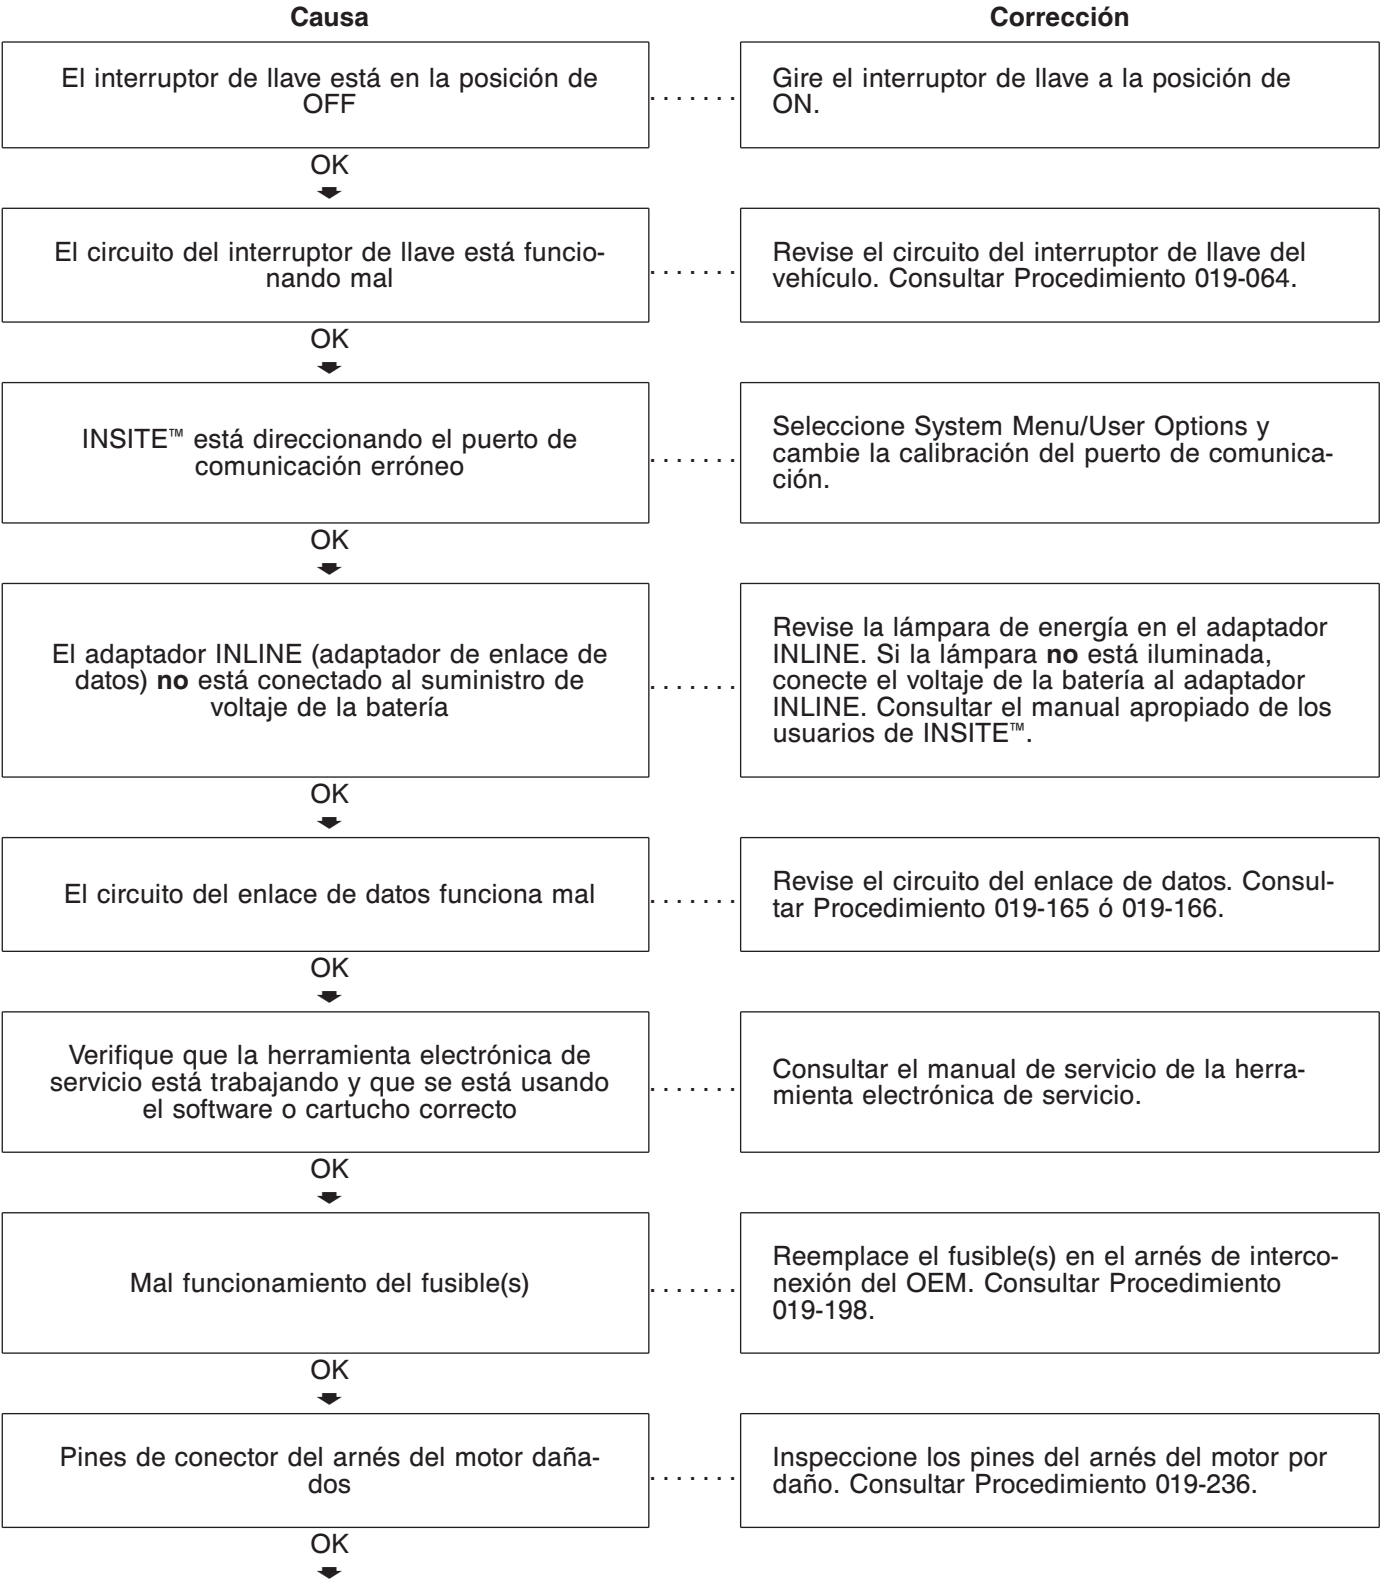 Causa
Corrección
El interruptor de llave está en la posición de
OFF
. . . . . . .
Gire el interruptor de llave a la posición de
ON.
OK
El circuito del interruptor de llave está funcio-
nando mal
. . . . . . .
Revise el circuito del interruptor de llave del
vehículo. Consultar Procedimiento 019-064.
OK
INSITE™ está direccionando el puerto de
comunicación erróneo
. . . . . . .
Seleccione System Menu/User Options y
cambie la calibración del puerto de comunica-
ción.
OK
El adaptador INLINE (adaptador de enlace de
datos) no está conectado al suministro de
voltaje de la batería
. . . . . . .
Revise la lámpara de energía en el adaptador
INLINE. Si la lámpara no está iluminada,
conecte el voltaje de la batería al adaptador
INLINE. Consultar el manual apropiado de los
usuarios de INSITE™.
OK
El circuito del enlace de datos funciona mal
. . . . . . .
Revise el circuito del enlace de datos. Consul-
tar Procedimiento 019-165 ó 019-166.
OK
Verifique que la herramienta electrónica de
servicio está trabajando y que se está usando
el software o cartucho correcto
. . . . . . .
Consultar el manual de servicio de la herra-
mienta electrónica de servicio.
OK
Mal funcionamiento del fusible(s)
. . . . . . .
Reemplace el fusible(s) en el arnés de interco-
nexión del OEM. Consultar Procedimiento
019-198.
OK
Pines de conector del arnés del motor daña-
dos
. . . . . . .
Inspeccione los pines del arnés del motor por
daño. Consultar Procedimiento 019-236.
OK